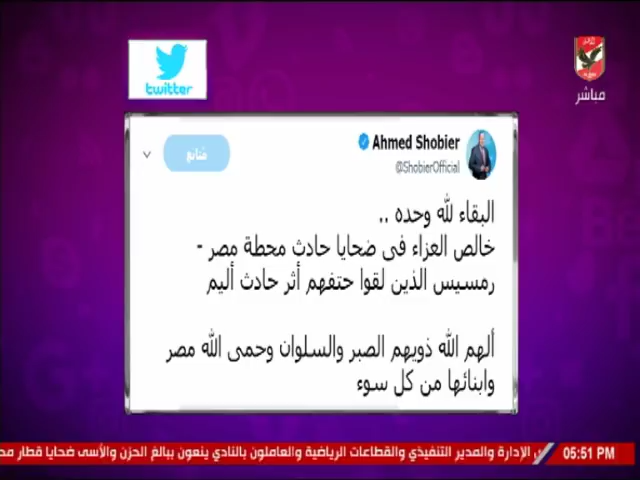 twitter
مباشر
Ahmed Shobier
@ShobierOfficial
متابع
البقاء لله وحده ..
خالص العزاء فى ضحايا حادث محطة مصر -
رمسيس الذين لقوا حتفهم أثر حادث أليم
ألهم الله ذويهم الصبر والسلوان وحمى الله مصر
وابنائها من كل سوء
الإدارة والمدير التنفيذي والقطاعات الرياضية والعاملون بالنادي ينعون ببالغ الحزن والأسى ضحايا قطار
05:51 PM